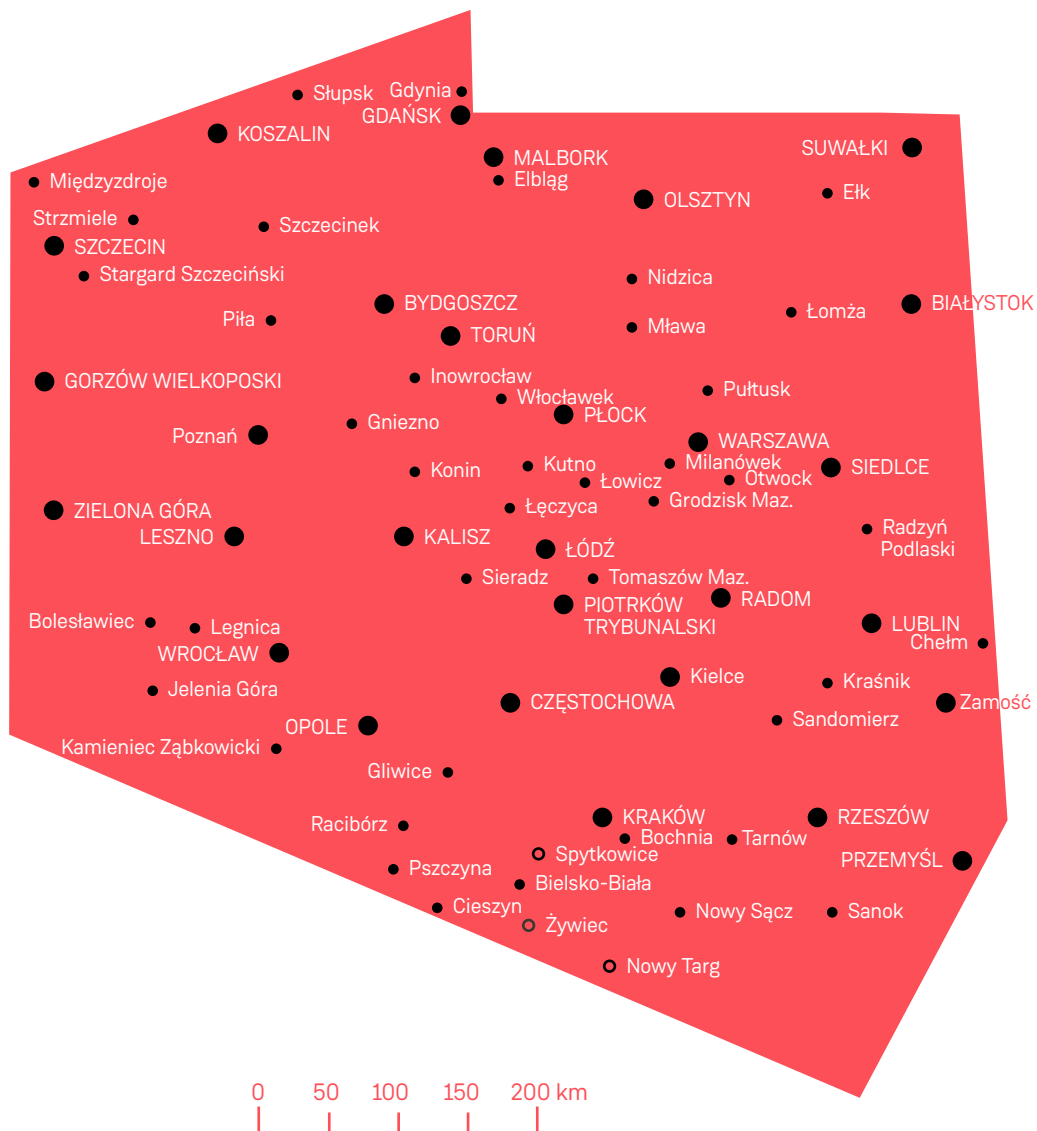 Słupsk
Gdynia
GDAŃSK
KOSZALIN
SUWAŁKI
MALBORK
Międzyzdroje
Elbląg
Ełk
OLSZTYN
Strzmiele
Szczecinek
SZCZECIN
Stargard Szczeciński
Nidzica
BYDGOSZCZ
BIAŁYSTOK
Łomża
Piła
Mława
TORUŃ
Inowrocław
GORZÓW WIELKOPOSKI
Pułtusk
Włocławek
PŁOCK
Gniezno
Poznań
WARSZAWA
Milanówek
Kutno
SIEDLCE
Konin
Otwock
Łowicz
Grodzisk Maz.
Łęczyca
ZIELONA GÓRA
Radzyń
Podlaski
LESZNO
KALISZ
ŁÓDŹ
Sieradz
Tomaszów Maz.
RADOM
PIOTRKÓW
TRYBUNALSKI
Bolesławiec
Legnica
LUBLIN
Chełm
WROCŁAW
Kielce
Kraśnik
Jelenia Góra
CZĘSTOCHOWA
Zamość
Sandomierz
OPOLE
Kamieniec Ząbkowicki
Gliwice
KRAKÓW
RZESZÓW
Racibórz
Bochnia
Tarnów
Spytkowice
PRZEMYŚL
Pszczyna
Bielsko-Biała
Cieszyn
Nowy Sącz
Sanok
Żywiec
Nowy Targ
0 50 100 150 200 km